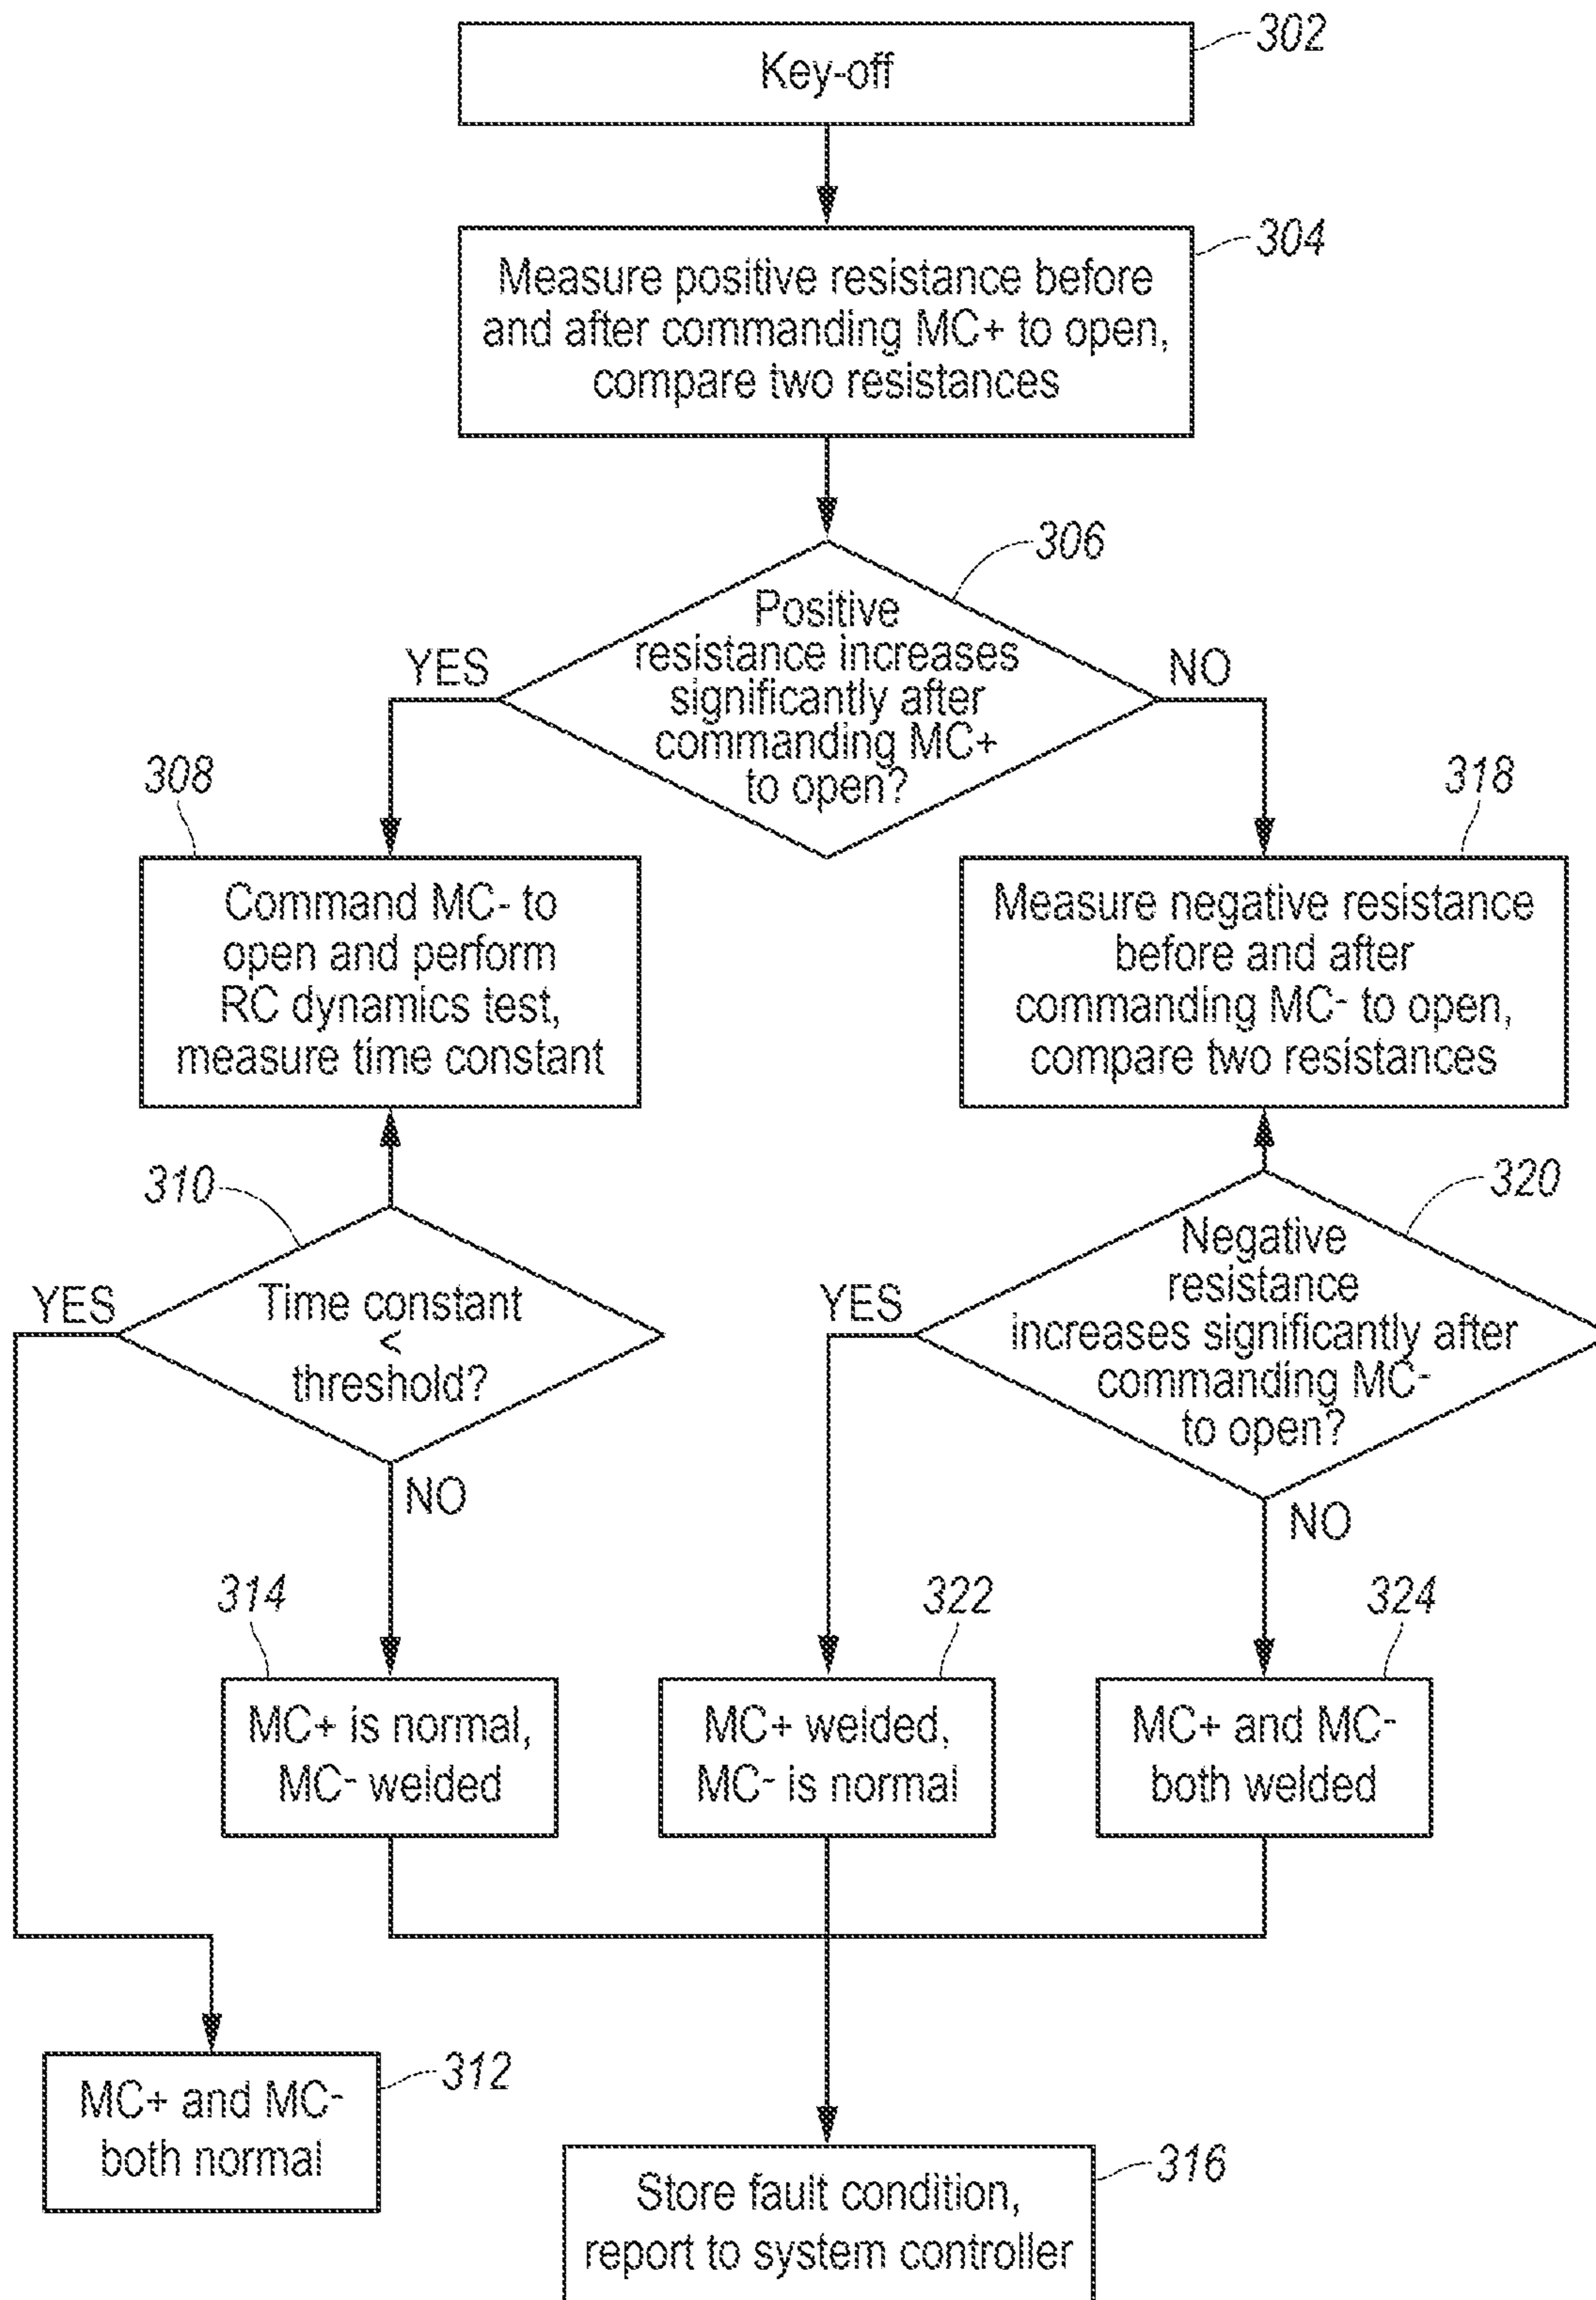 302
Key-off
304
Measure positive resistance before
and after commanding MC+ to open,
compare two resistances
306
Positive
resistance increases
significantly after
commanding MC+
to open?
YES
NO
308
Command MC- to
open and perform
RC dynamics test,
measure time constant
318
Measure negative resistance
before and after
commanding MC- to open,
compare two resistances
310
Time constant
<
threshold?
YES
NO
320
Negative
resistance
increases significantly after
commanding MC-
to open?
YES
NO
314
MC+ is normal,
MC- welded
322
MC+ welded,
MC- is normal
324
MC+ and MC-
both welded
312
MC+ and MC-
both normal
316
Store fault condition,
report to system controller